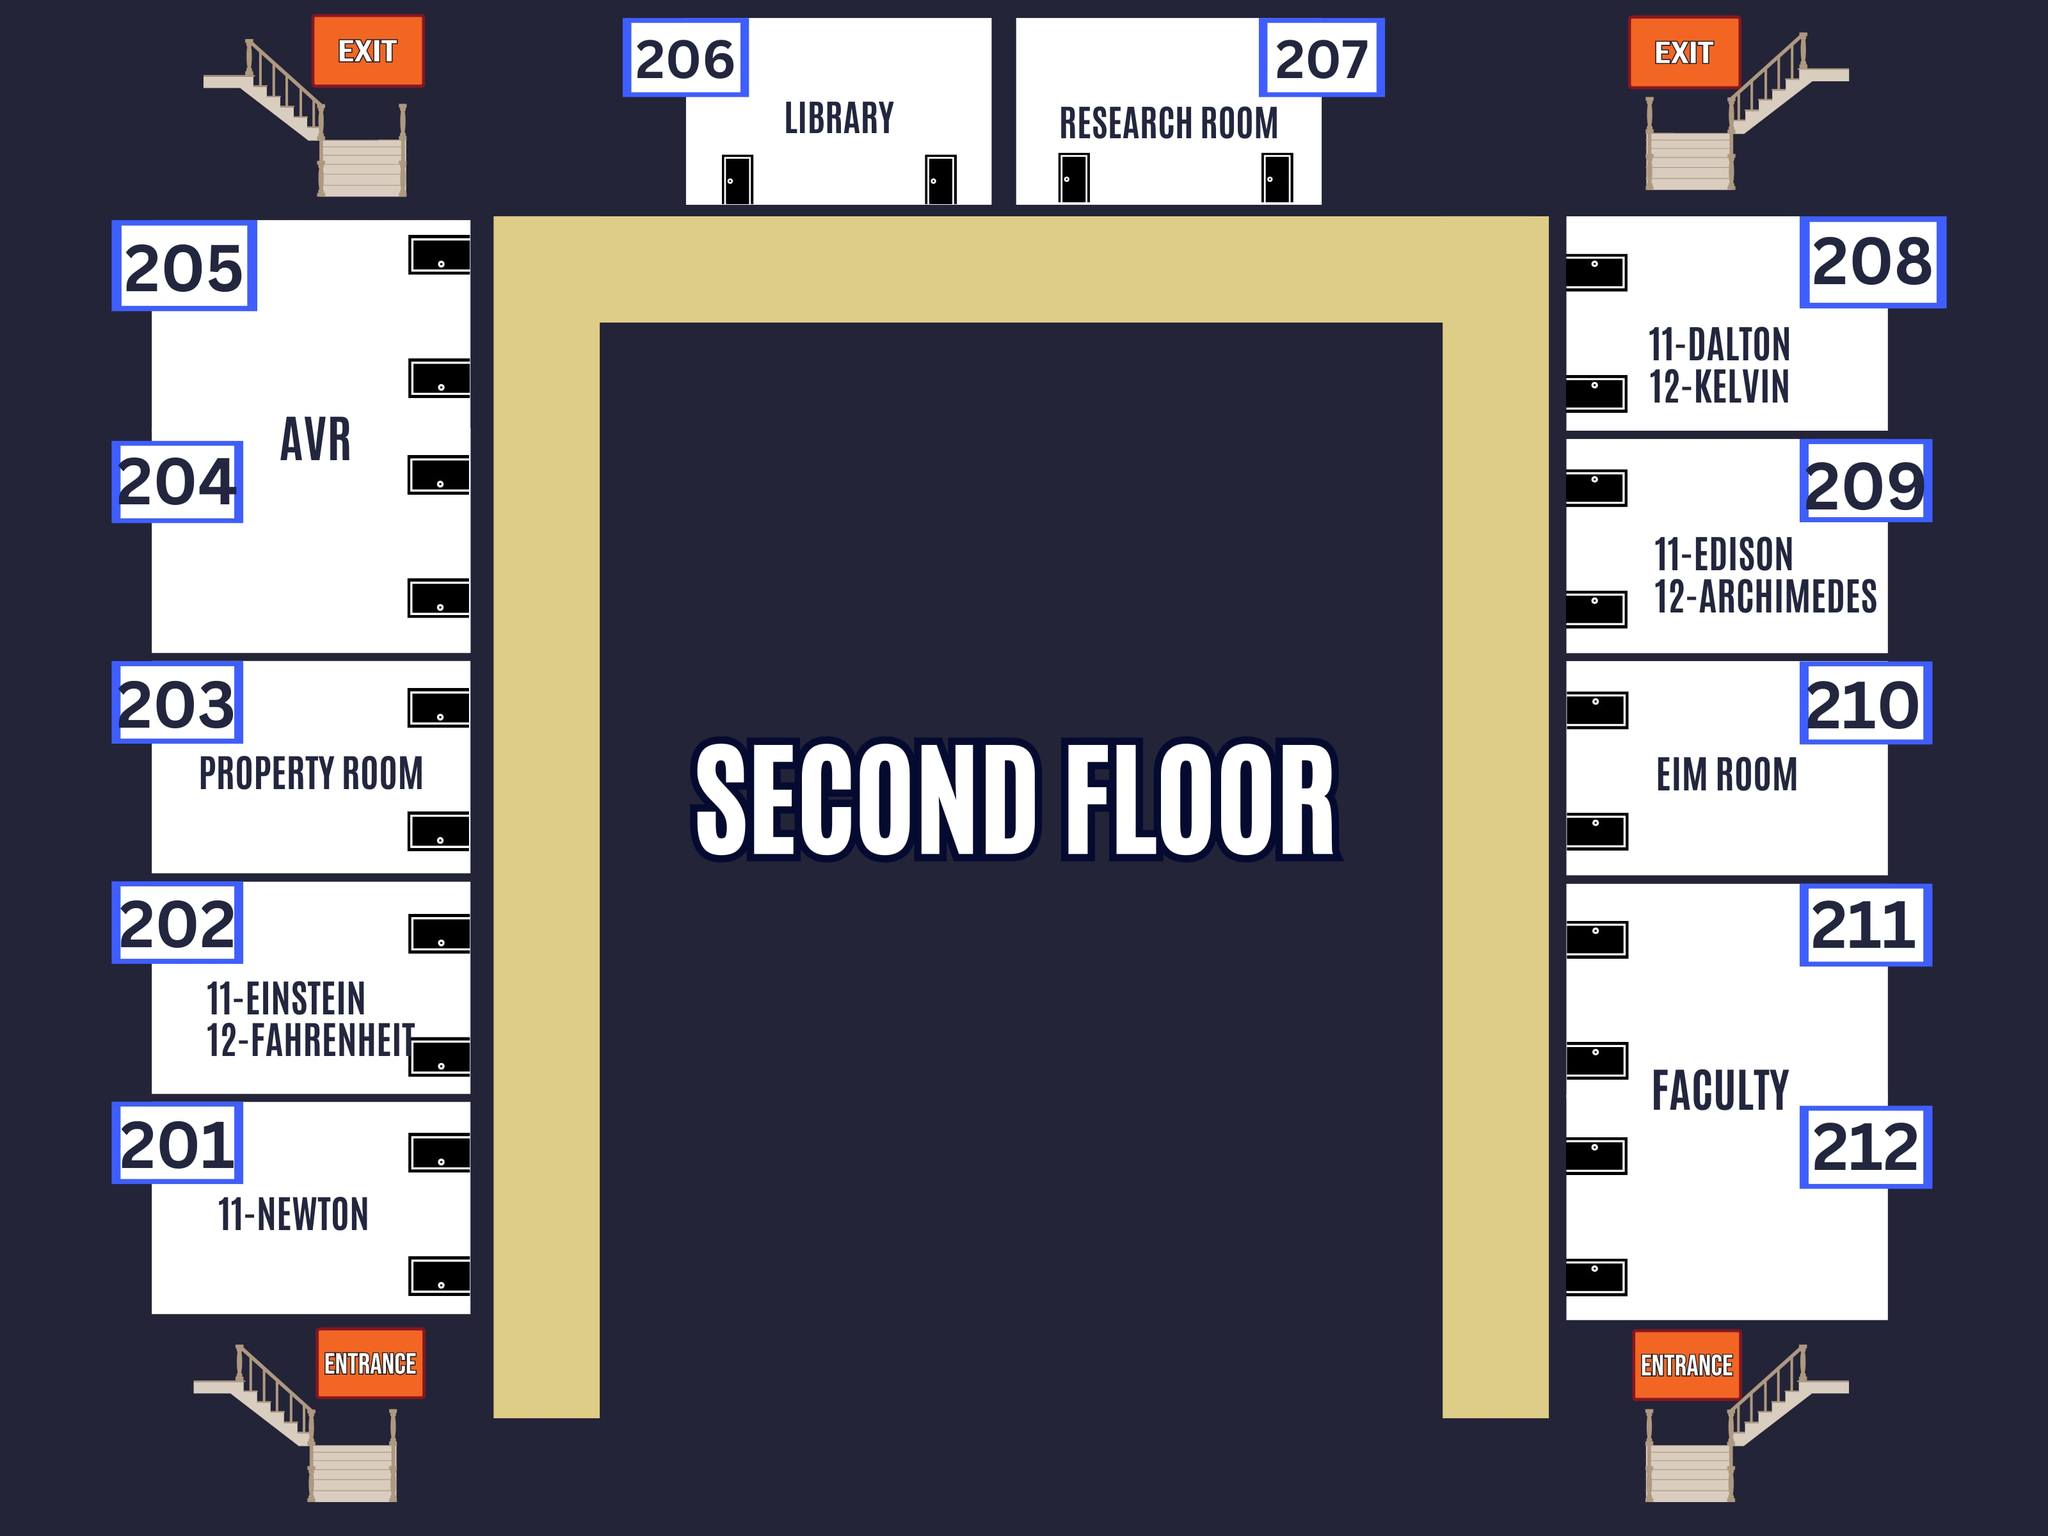 EXIT
206
207
EXIT
LIBRARY
RESEARCH ROOM
205
AVR
204
203
PROPERTY ROOM
202
11-EINSTEIN
12-FAHRENHEIT
201
11-NEWTON
ENTRANCE
SECOND FLOOR
208
11-DALTON
12-KELVIN
209
11-EDISON
12-ARCHIMEDES
210
EIM ROOM
211
FACULTY
212
ENTRANCE